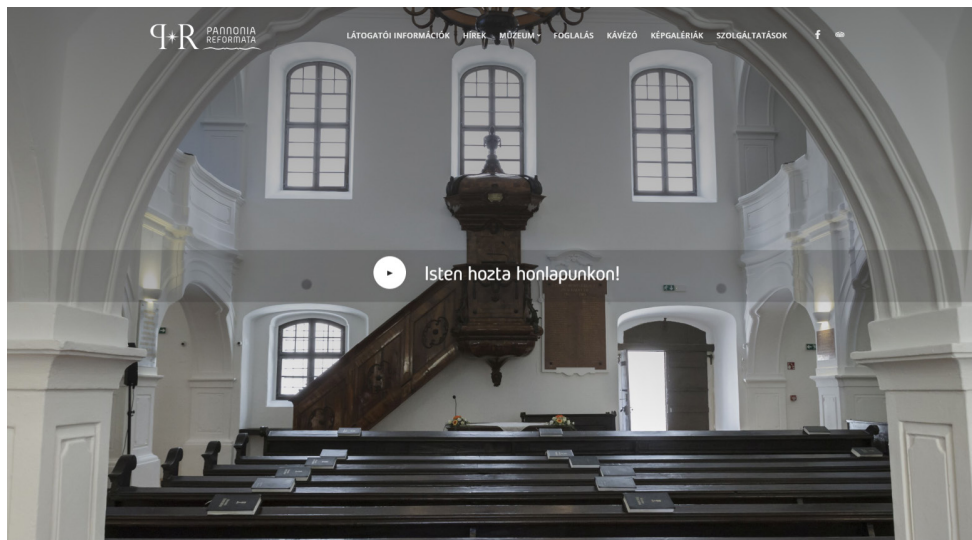 PANNONIA
REFORMATA
LÁTOGATÓI INFORMÁCIÓK HÍREK MÚZEUM FOGLALÁS KÁVÉZÓ KÉPGALÉRIÁK SZOLGÁLTATÁSOK
Isten hozta honlapunkon!